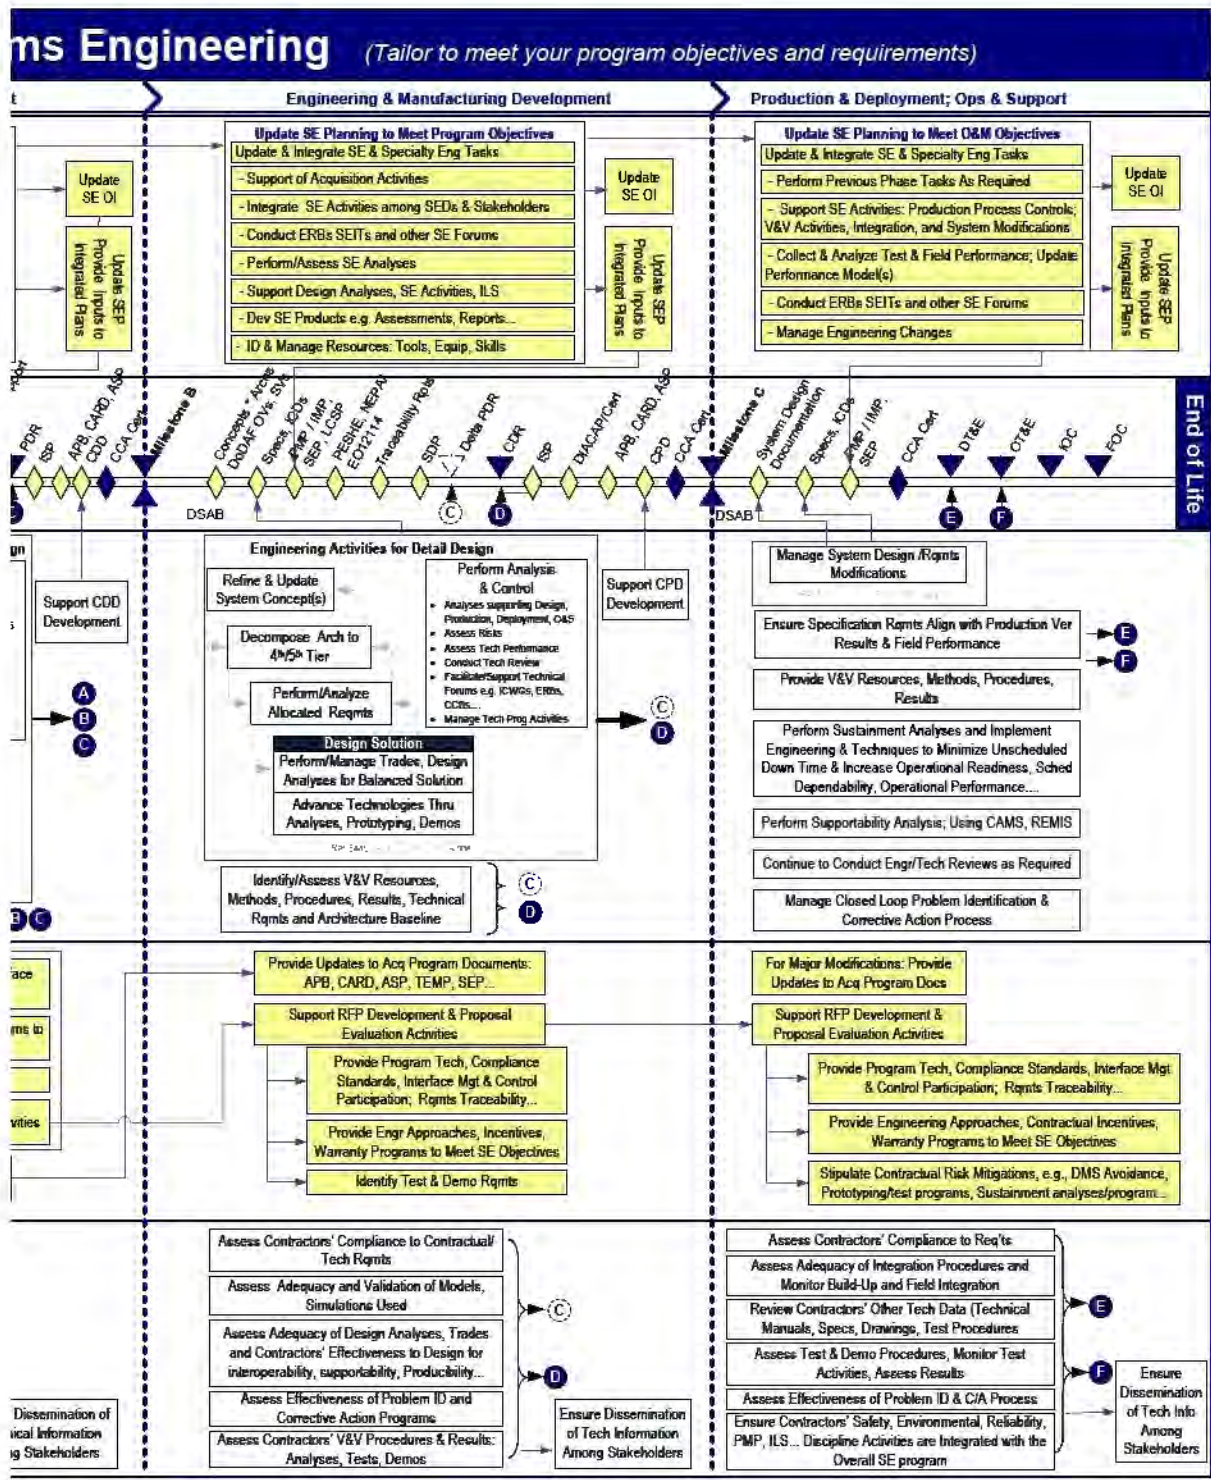 ms Engineering (Tailor to meet your program objectives and requirements)
t
Engineering & Manufacturing Development
Production & Deployment; Ops & Support
Update
SE OI
Update SEP
Provide Inputs to
Integrated Plans
Update SE Planning to Meet Program Objectives
Update & Integrate SE & Specialty Eng Tasks
- Support of Acquisition Activities
- Integrate SE Activities among SEDs & Stakeholders
- Conduct ERBs SEITs and other SE Forums
- Perform/Assess SE Analyses
- Support Design Analyses, SE Activities, ILS
- Dev SE Products e.g. Assessments, Reports...
- ID & Manage Resources: Tools, Equip, Skills
Update
SE OI
Update SEP
Provide Inputs to
Integrated Plans
Update SE Planning to Meet O&M Objectives
Update & Integrate SE & Specialty Eng Tasks
- Perform Previous Phase Tasks As Required
- Support SE Activities: Production Process Controls;
V&V Activities, Integration, and System Modifications
- Collect & Analyze Test & Field Performance; Update
Performance Model(s)
- Conduct ERBs SEITs and other SE Forums
- Manage Engineering Changes
Update
SE OI
Update SEP
Provide Inputs to
Integrated Plans
PDR
ISP
APB, CARD, ASP
CDD
CCA Cert
Milestone B
Concepts * Archs
DoDAF OVs, SVs
Specs, ICDs
PMP / IMP,
SEP, LCSP
PESHE, NEPA/
EO12114
Traceability Rpts
SDP
Delta PDR
CDR
ISP
DIACAP/Cert
APB, CARD, ASP
CPD
CCA Cert
Milestone C
System Design
Documentation
Specs, ICDs
PMP / IMP,
SEP
CCA Cert
DT&E
OT&E
IOC
FOC
End of Life
DSAB
C
D
DSAB
E
F
gn
Support CDD
Development
A
B
C
B C
Engineering Activities for Detail Design
Refine & Update
System Concept(s)
Decompose Arch to
4th/5th Tier
Perform/Analyze
Allocated Reqmts
Design Solution
Perform/Manage Trades, Design
Analyses for Balanced Solution
Advance Technologies Thru
Analyses, Prototyping, Demos
Perform Analysis
& Control
• Analyses supporting Design,
Production, Deployment, O&S
• Assess Risks
• Assess Tech Performance
• Conduct Tech Review
• Facilitate/Support Technical
Forums e.g. ICWGs, ERBs,
CCBs....
• Manage Tech Prog Activities
Support CPD
Development
C
D
Identify/Assess V&V Resources,
Methods, Procedures, Results, Technical
Rqmts and Architecture Baseline
C
D
Manage System Design /Rqmts
Modifications
Ensure Specification Rqmts Align with Production Ver
Results & Field Performance
E
F
Provide V&V Resources, Methods, Procedures,
Results
Perform Sustainment Analyses and Implement
Engineering & Techniques to Minimize Unscheduled
Down Time & Increase Operational Readiness, Sched
Dependability, Operational Performance....
Perform Supportability Analysis; Using CAMS, REMIS
Continue to Conduct Engr/Tech Reviews as Required
Manage Closed Loop Problem Identification &
Corrective Action Process
face
ms to
vities
Provide Updates to Acq Program Documents:
APB, CARD, ASP, TEMP, SEP...
Support RFP Development & Proposal
Evaluation Activities
Provide Program Tech, Compliance
Standards, Interface Mgt & Control
Participation; Rqmts Traceability...
Provide Engr Approaches, Incentives,
Warranty Programs to Meet SE Objectives
Identify Test & Demo Rqmts
For Major Modifications: Provide
Updates to Acq Program Docs
Support RFP Development &
Proposal Evaluation Activities
Provide Program Tech, Compliance Standards, Interface Mgt
& Control Participation; Rqmts Traceability...
Provide Engineering Approaches, Contractual Incentives,
Warranty Programs to Meet SE Objectives
Stipulate Contractual Risk Mitigations, e.g., DMS Avoidance,
Prototyping/test programs, Sustainment analyses/program...
Dissemination of
ical Information
ng Stakeholders
Assess Contractors' Compliance to Contractual/
Tech Rqmts
Assess Adequacy and Validation of Models,
Simulations Used
Assess Adequacy of Design Analyses, Trades
and Contractors' Effectiveness to Design for
interoperability, supportability, Producibility...
Assess Effectiveness of Problem ID and
Corrective Action Programs
Assess Contractors' V&V Procedures & Results:
Analyses, Tests, Demos
C
D
Ensure Dissemination
of Tech Information
Among Stakeholders
Assess Contractors' Compliance to Req'ts
Assess Adequacy of Integration Procedures and
Monitor Build-Up and Field Integration
Review Contractors' Other Tech Data (Technical
Manuals, Specs, Drawings, Test Procedures
Assess Test & Demo Procedures, Monitor Test
Activities, Assess Results
Assess Effectiveness of Problem ID & C/A Process
Ensure Contractors' Safety, Environmental, Reliability,
PMP, ILS... Discipline Activities are Integrated with the
Overall SE program
E
F
Ensure
Dissemination
of Tech Info
Among
Stakeholders